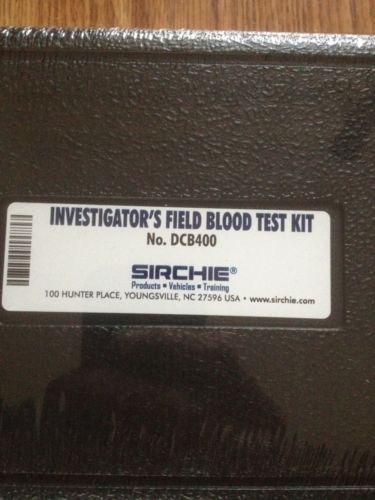 INVESTIGATOR'S FIELD BLOOD TEST KIT
No. DCB400
SIRCHIE®
Products • Vehicles • Training
100 HUNTER PLACE, YOUNGSVILLE, NC 27596 USA • www.sirchie.com